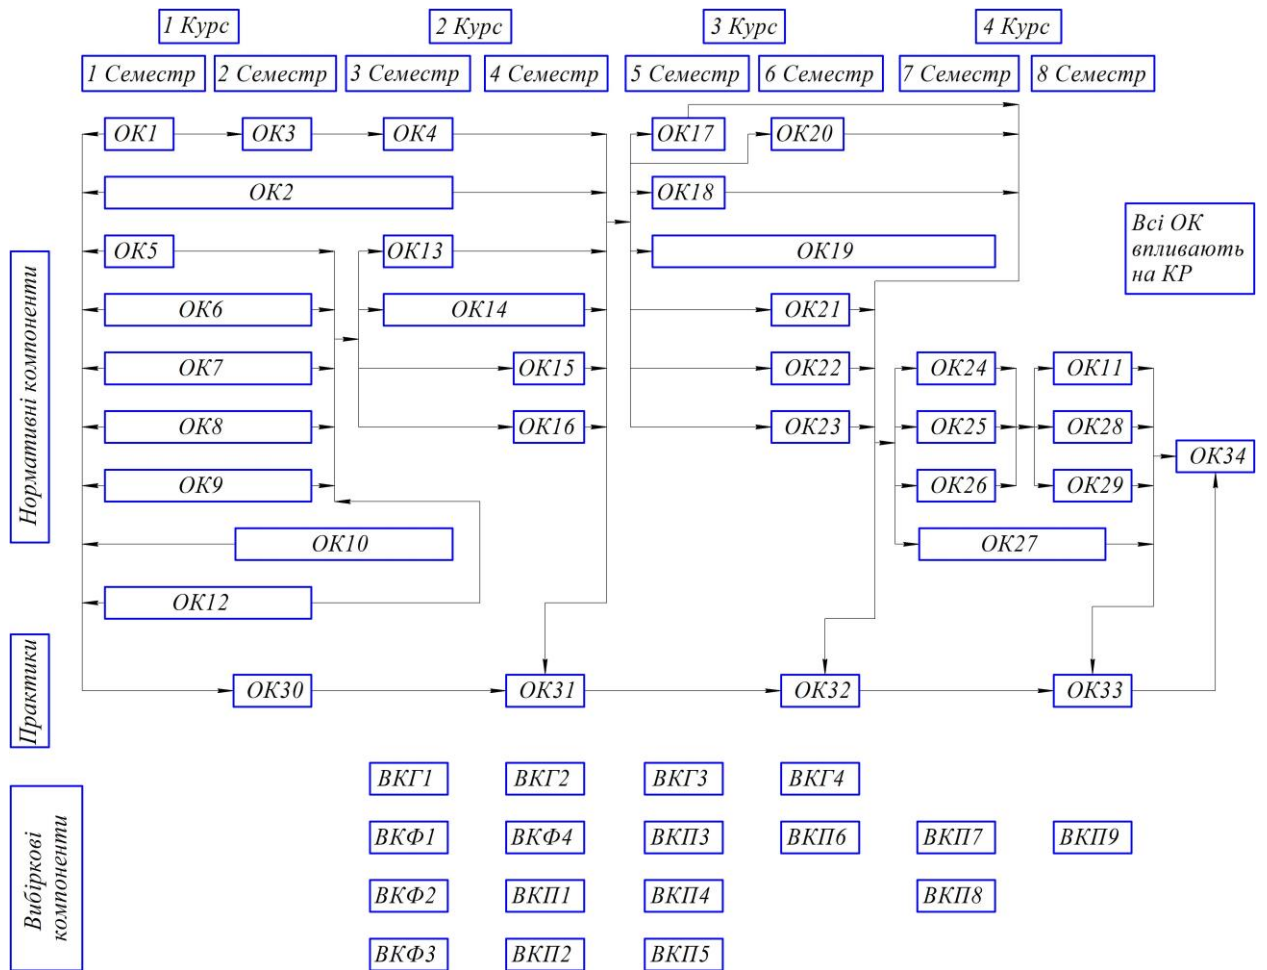 1 Курс
2 Курс
3 Курс
4 Курс
1 Семестр
2 Семестр
3 Семестр
4 Семестр
5 Семестр
6 Семестр
7 Семестр
8 Семестр
Нормативні компоненти
ОК1
ОК3
ОК4
ОК17
ОК20
ОК2
ОК18
Всі ОК
впливають
на КР
ОК5
ОК13
ОК19
ОК6
ОК14
ОК21
ОК7
ОК15
ОК22
ОК24
ОК11
ОК8
ОК16
ОК23
ОК25
ОК28
ОК34
ОК9
ОК26
ОК29
ОК10
ОК27
ОК12
Практики
ОК30
ОК31
ОК32
ОК33
Вибіркові
компоненти
ВКГ1
ВКГ2
ВКГ3
ВКГ4
ВКФ1
ВКФ4
ВКП3
ВКП6
ВКП7
ВКП9
ВКФ2
ВКП1
ВКП4
ВКП8
ВКФ3
ВКП2
ВКП5